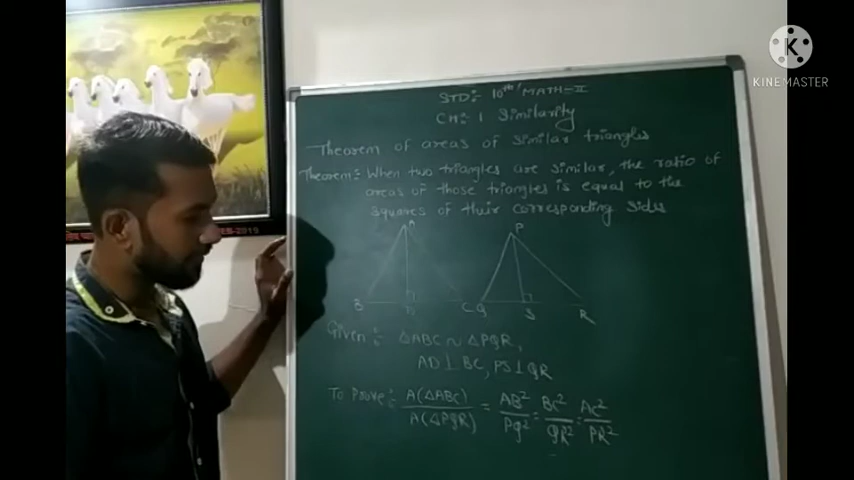 KINEMASTER
STD:- 10th MATH-II
CH:- 1 Similarity
Theorem of areas of similar triangles
Theorem:- When two triangles are similar, the ratio of
areas of those triangles is equal to the
squares of their corresponding sides
A P
B D C Q S R
Given:- △ABC ~ △PQR,
AD⊥BC, PS⊥QR
To Prove:- A(△ABC)/A(△PQR) = AB²/PQ² = BC²/QR² = AC²/PR²
-2019